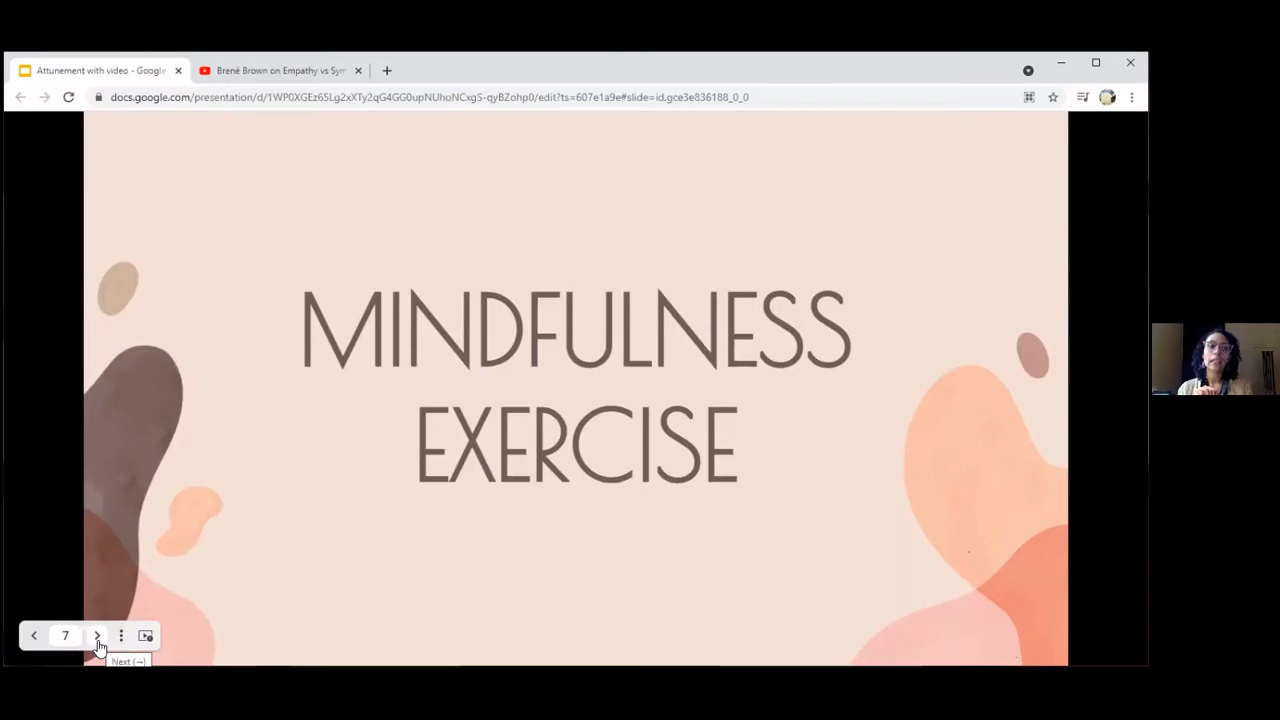 Attunement with video - Google
Brené Brown on Empathy vs Sym
docs.google.com/presentation/d/1WP0XGEz65Lg2xXTy2qG4GG0upNUhoNCxgS-qyBZohp0/edit?ts=607e1a9e#slide=id.gce3e836188_0_0
MINDFULNESS
EXERCISE
7
Next (→)